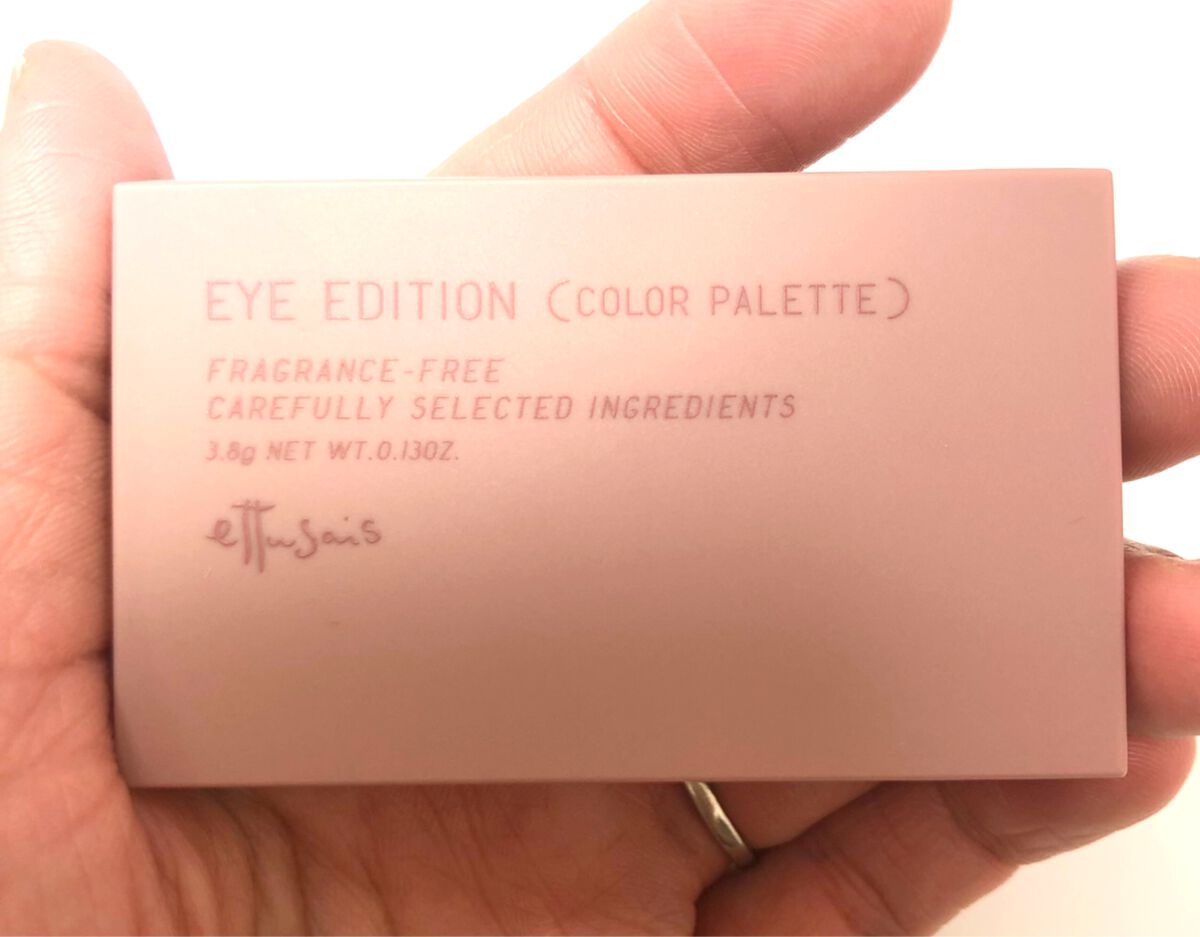 EYE EDITION (COLOR PALETTE)
FRAGRANCE-FREE
CAREFULLY SELECTED INGREDIENTS
3.8g NET WT.0.13OZ.
ettusais